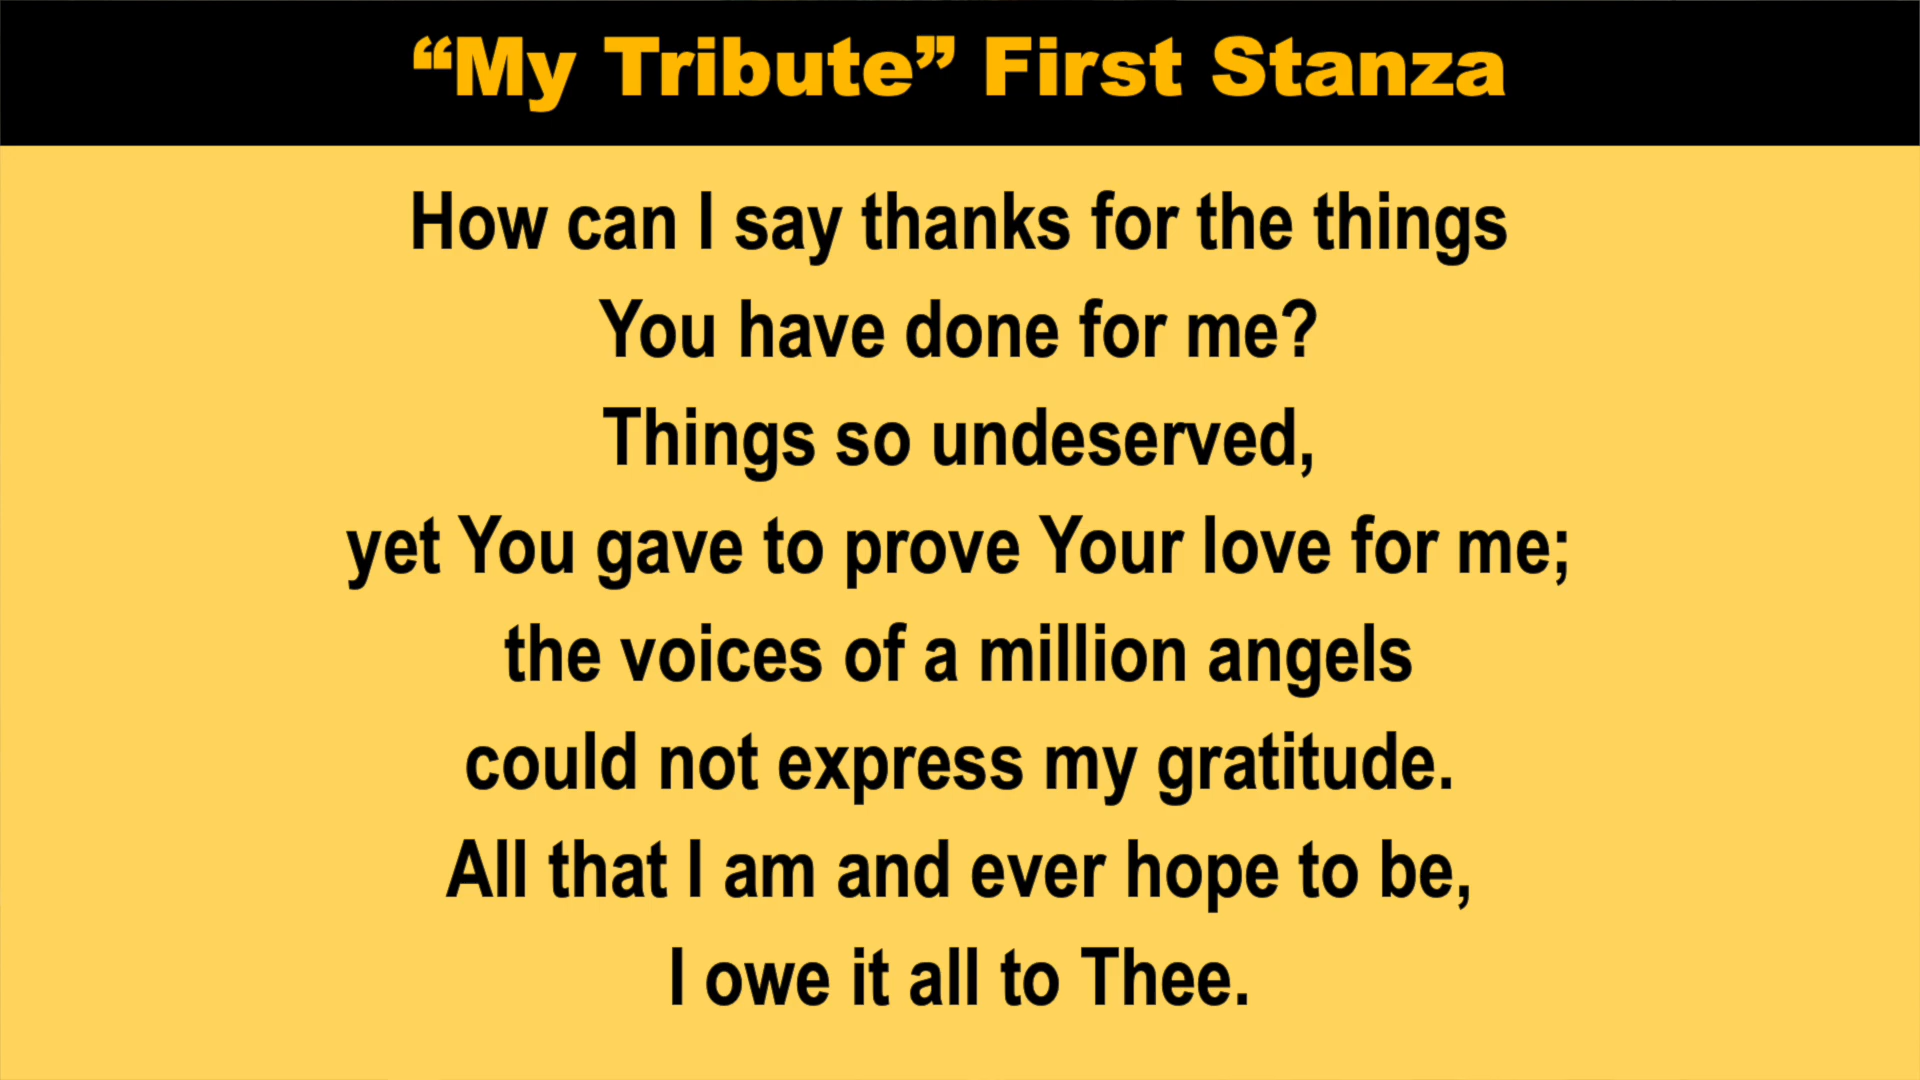 “My Tribute” First Stanza
How can I say thanks for the things
You have done for me?
Things so undeserved,
yet You gave to prove Your love for me;
the voices of a million angels
could not express my gratitude.
All that I am and ever hope to be,
I owe it all to Thee.